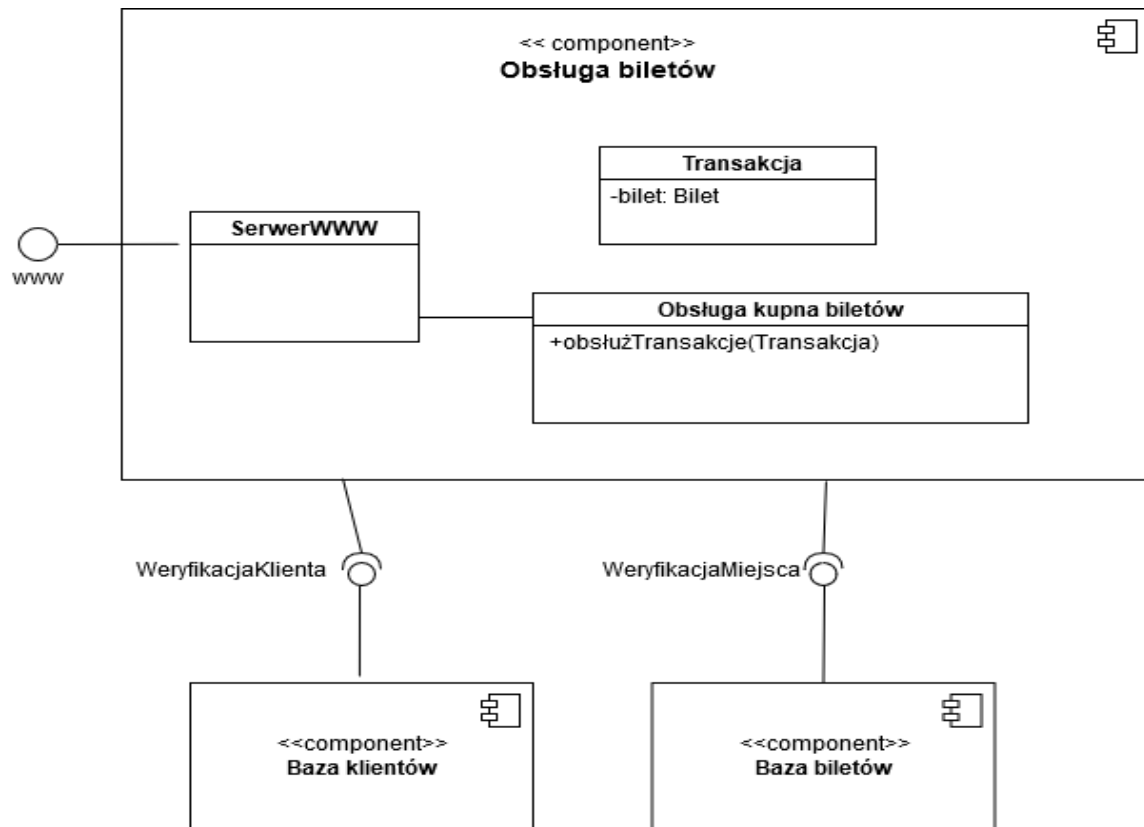 << component>>
Obsługa biletów
Transakcja
-bilet: Bilet
SerwerWWW
www
Obsługa kupna biletów
+obsłużTransakcje(Transakcja)
WeryfikacjaKlienta
WeryfikacjaMiejsca
<<component>>
Baza klientów
<<component>>
Baza biletów